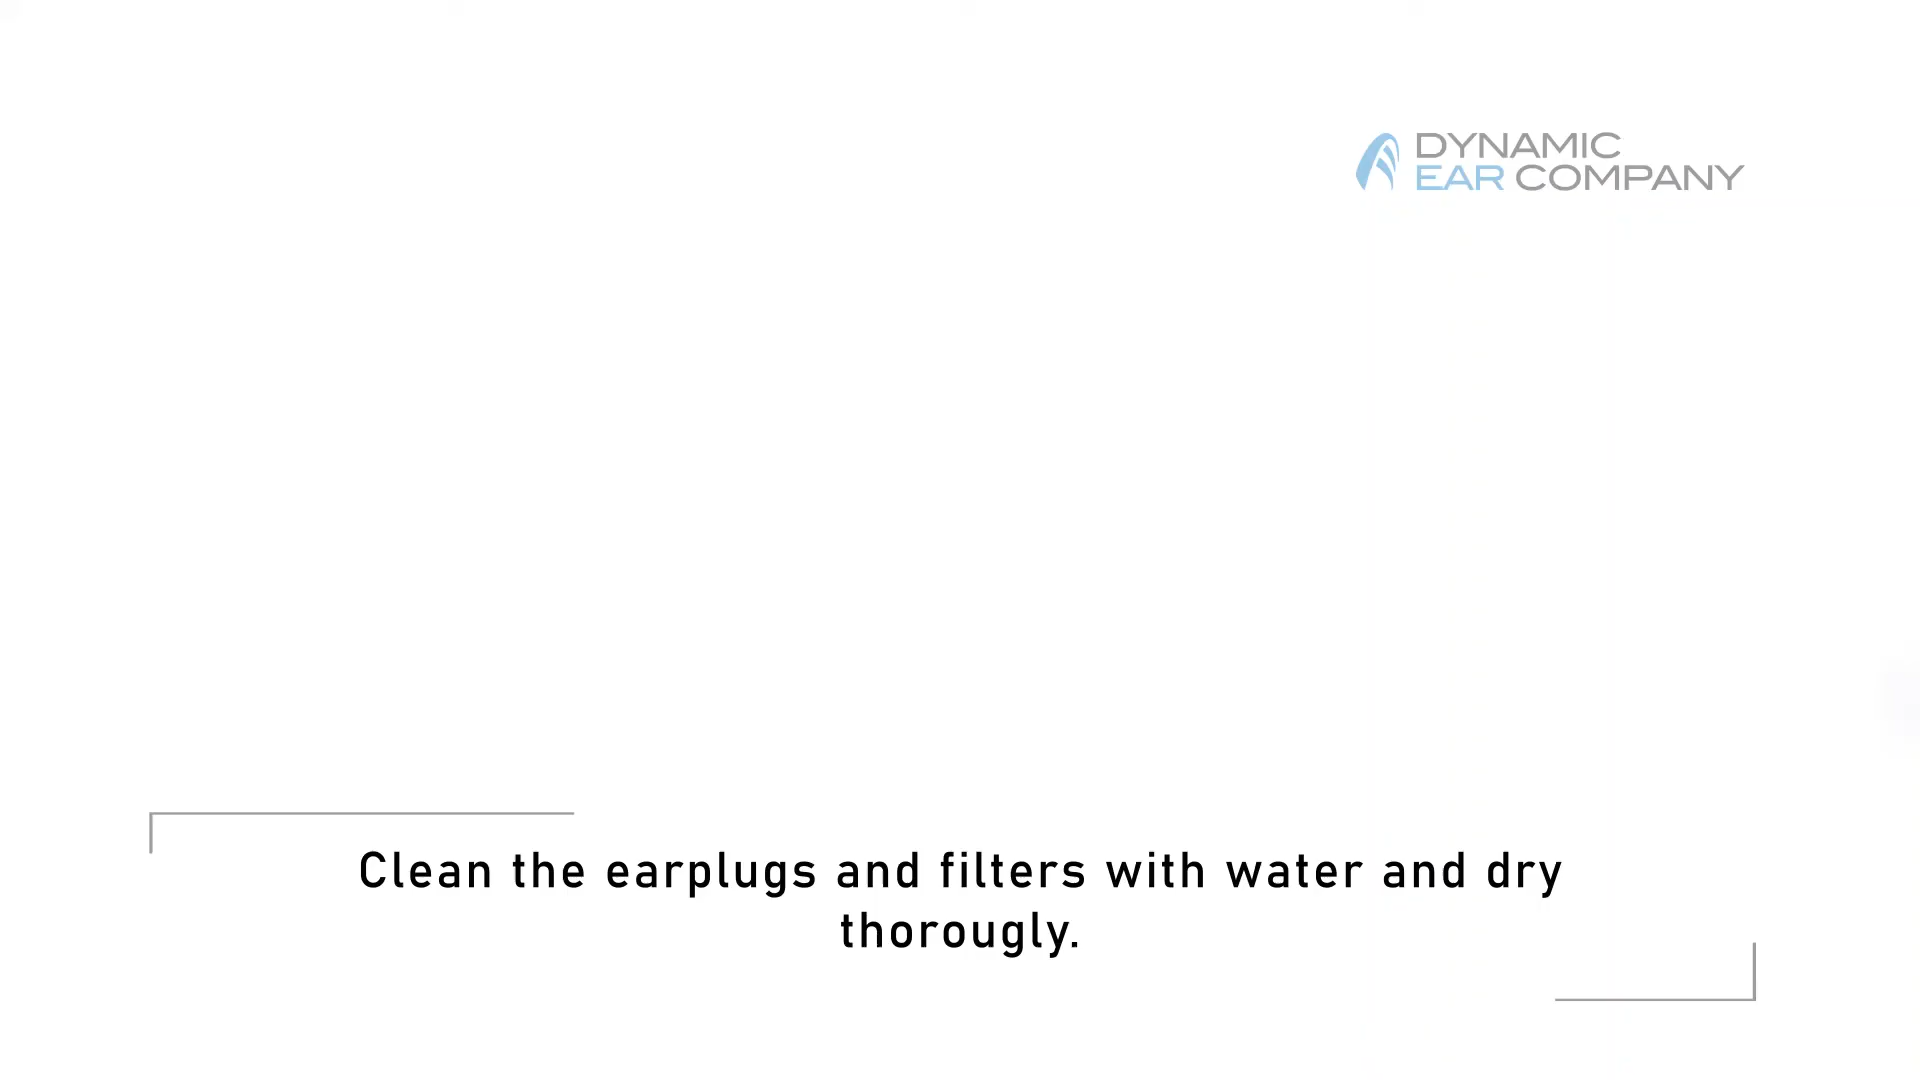 DYNAMIC
EAR COMPANY
Clean the earplugs and filters with water and dry
thorougly.